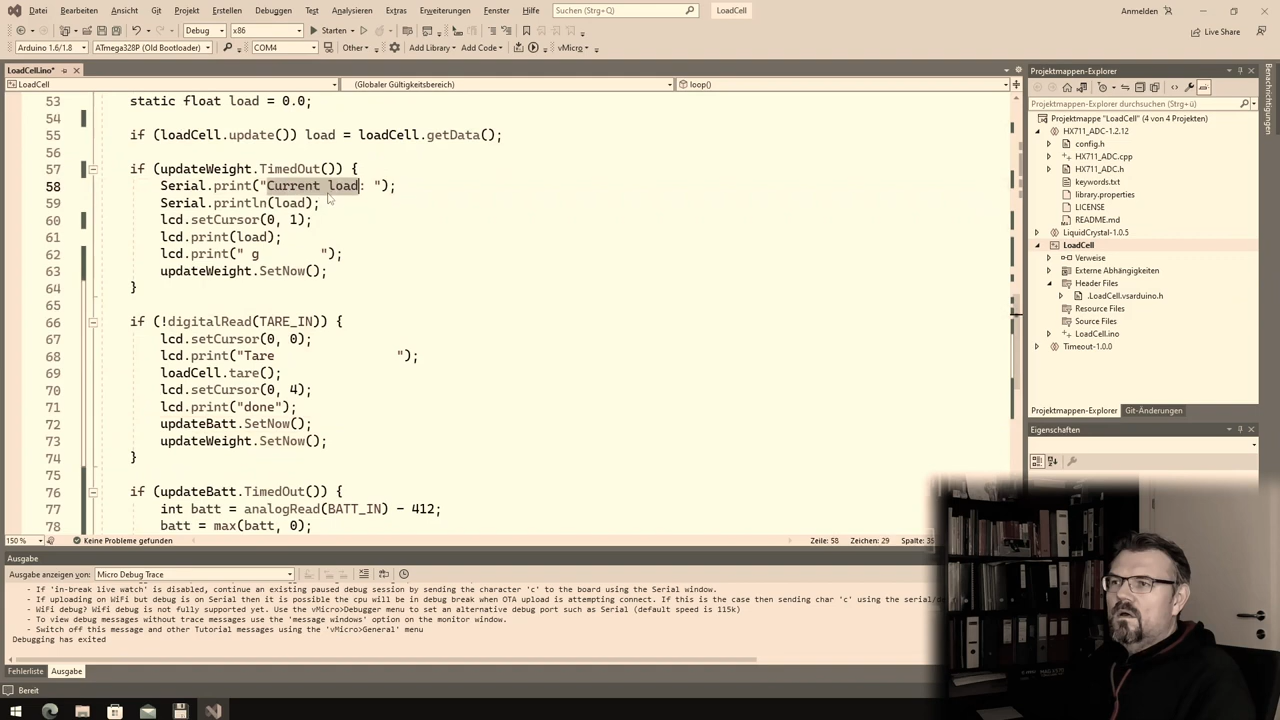 Datei Bearbeiten Ansicht Git Projekt Erstellen Debuggen Test Analysieren Extras Erweiterungen Fenster Hilfe Suchen (Strg+Q) LoadCell Anmelden
Debug x86 Starten Live Share
Arduino 1.6/1.8 ATmega328P (Old Bootloader) COM4 Other Add Library Add Code vMicro
LoadCell.ino*
LoadCell (Globaler Gültigkeitsbereich) loop()
53 static float load = 0.0;
54
55 if (loadCell.update()) load = loadCell.getData();
56
57 if (updateWeight.TimedOut()) {
58 Serial.print("Current load: ");
59 Serial.println(load);
60 lcd.setCursor(0, 1);
61 lcd.print(load);
62 lcd.print(" g        ");
63 updateWeight.SetNow();
64 }
65
66 if (!digitalRead(TARE_IN)) {
67 lcd.setCursor(0, 0);
68 lcd.print("Tare                ");
69 loadCell.tare();
70 lcd.setCursor(0, 4);
71 lcd.print("done");
72 updateBatt.SetNow();
73 updateWeight.SetNow();
74 }
75
76 if (updateBatt.TimedOut()) {
77 int batt = analogRead(BATT_IN) - 412;
78 batt = max(batt, 0);
150 % Keine Probleme gefunden Zeile: 58 Zeichen: 29 Spalte: 35
Ausgabe
Ausgabe anzeigen von: Micro Debug Trace
- If 'in-break live watch' is disabled, continue an existing paused debug session by sending the character 'c' to the board using the Serial window.
- If uploading on WiFi but debug is on Serial then it is possible the cpu will be in debug break when OTA upload is attempting connect. If this is the case then sending char 'c' using the serial/de
- WiFi debug? Wifi debug is not fully supported yet. Use the vMicro>Debugger menu to set an alternative debug port such as Serial (default speed is 115k)
- To view debug messages without trace messages use the 'message windows' option on the monitor window.
- Switch off this message and other Tutorial messages using the 'vMicro>General' menu
Debugging has exited
Fehlerliste Ausgabe
Bereit
Projektmappen-Explorer
Projektmappen-Explorer durchsuchen (Strg+ü)
Projektmappe "LoadCell" (4 von 4 Projekten)
HX711_ADC-1.2.12
config.h
HX711_ADC.cpp
HX711_ADC.h
keywords.txt
library.properties
LICENSE
README.md
LiquidCrystal-1.0.5
LoadCell
Verweise
Externe Abhängigkeiten
Header Files
.LoadCell.vsarduino.h
Resource Files
Source Files
LoadCell.ino
Timeout-1.0.0
Projektmappen-Explorer Git-Änderungen
Eigenschaften
Benachrichtigungen